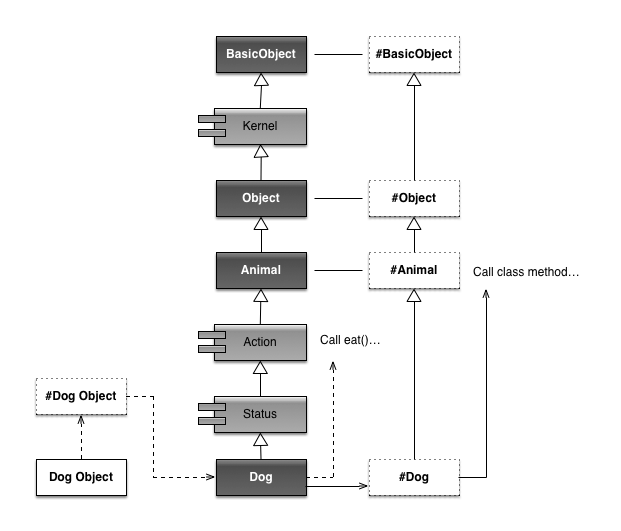 BasicObject
#BasicObject
Kernel
Object
#Object
Animal
#Animal
Call class method...
Action
Call eat()...
#Dog Object
Status
Dog Object
Dog
#Dog